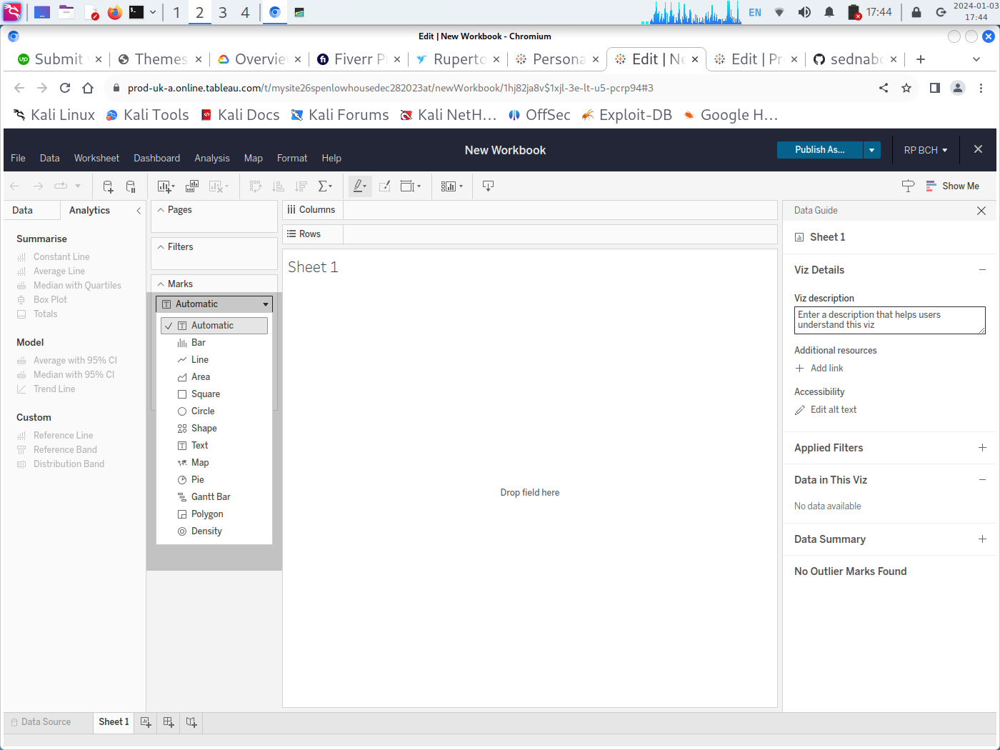 1 2 3 4 EN 17:44 2024-01-03
17:44
Edit | New Workbook - Chromium
Submit Themes Overview Fiverr P Ruperto Persona Edit | Ne Edit | Pr sednabo
prod-uk-a.online.tableau.com/t/mysite26spenlowhousedec282023at/newWorkbook/1hj82ja8v$1xjl-3e-lt-u5-pcrp94#3
Kali Linux Kali Tools Kali Docs Kali Forums Kali NetH... OffSec Exploit-DB Google H...
File Data Worksheet Dashboard Analysis Map Format Help New Workbook Publish As... RP BCH
Show Me
Data Analytics
Summarise
Constant Line
Average Line
Median with Quartiles
Box Plot
Totals
Model
Average with 95% CI
Median with 95% CI
Trend Line
Custom
Reference Line
Reference Band
Distribution Band
Pages
Filters
Marks
Automatic
Automatic
Bar
Line
Area
Square
Circle
Shape
Text
Map
Pie
Gantt Bar
Polygon
Density
Columns
Rows
Sheet 1
Drop field here
Data Guide
Sheet 1
Viz Details
Viz description
Enter a description that helps users
understand this viz
Additional resources
Add link
Accessibility
Edit alt text
Applied Filters
Data in This Viz
No data available
Data Summary
No Outlier Marks Found
Data Source Sheet 1